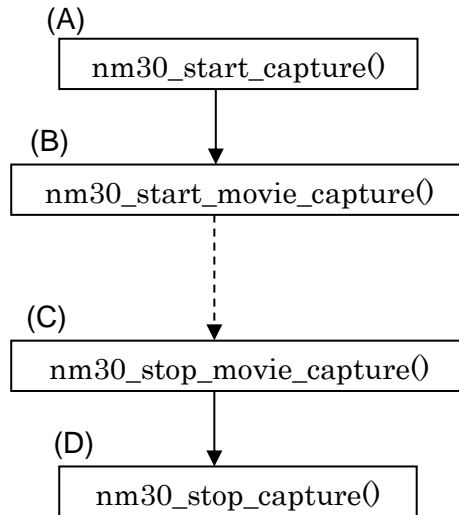 (A)
nm30_start_capture()
(B)
nm30_start_movie_capture()
(C)
nm30_stop_movie_capture()
(D)
nm30_stop_capture()